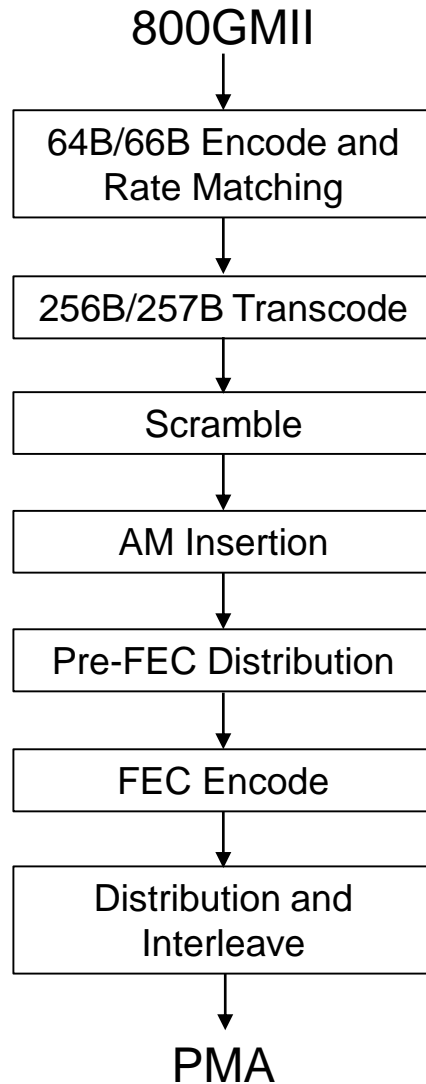 800GMII
64B/66B Encode and
Rate Matching
256B/257B Transcode
Scramble
AM Insertion
Pre-FEC Distribution
FEC Encode
Distribution and
Interleave
PMA